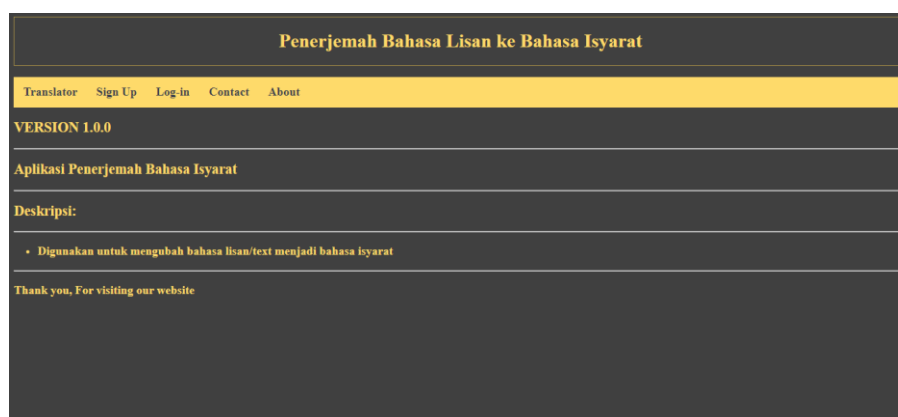 Penerjemah Bahasa Lisan ke Bahasa Isyarat
Translator Sign Up Log-in Contact About
VERSION 1.0.0
Aplikasi Penerjemah Bahasa Isyarat
Deskripsi:
• Digunakan untuk mengubah bahasa lisan/text menjadi bahasa isyarat
Thank you, For visiting our website